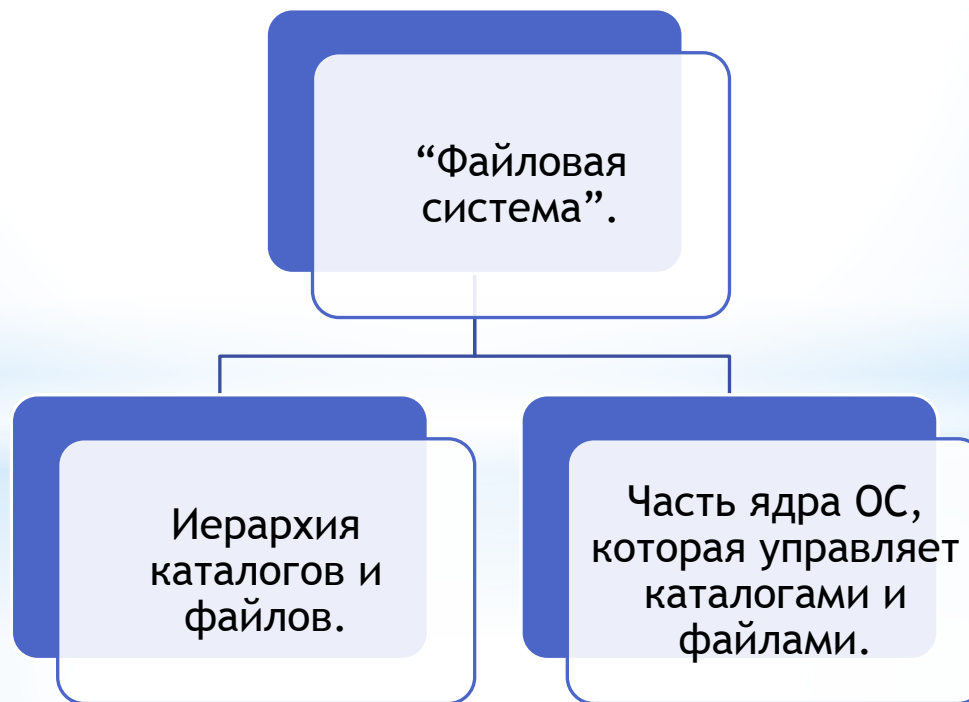 “Файловая
система”.
Иерархия
каталогов и
файлов.
Часть ядра ОС,
которая управляет
каталогами и
файлами.